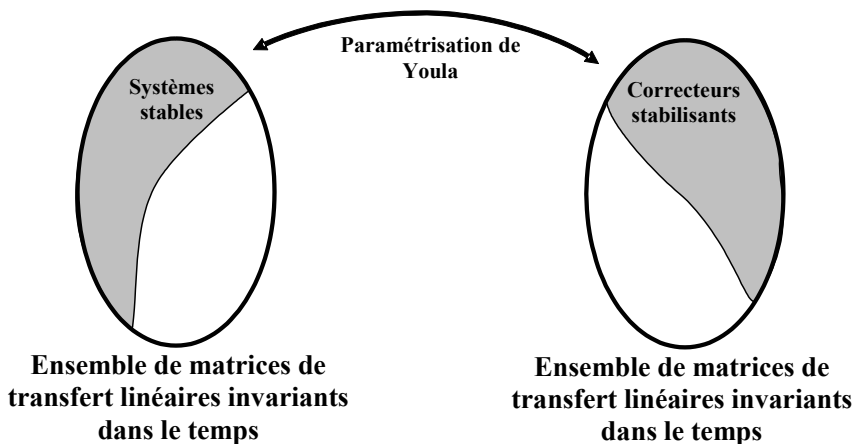 Paramétrisation de
Youla
Systèmes
stables
Correcteurs
stabilisants
Ensemble de matrices de
transfert linéaires invariants
dans le temps
Ensemble de matrices de
transfert linéaires invariants
dans le temps